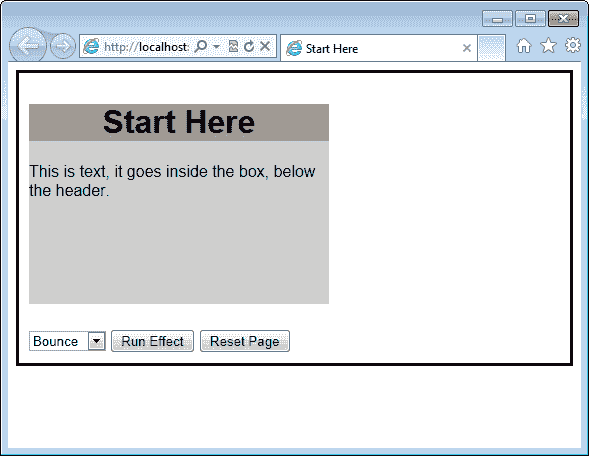 http://localhost:
Start Here
Start Here
This is text, it goes inside the box, below
the header.
Bounce Run Effect Reset Page